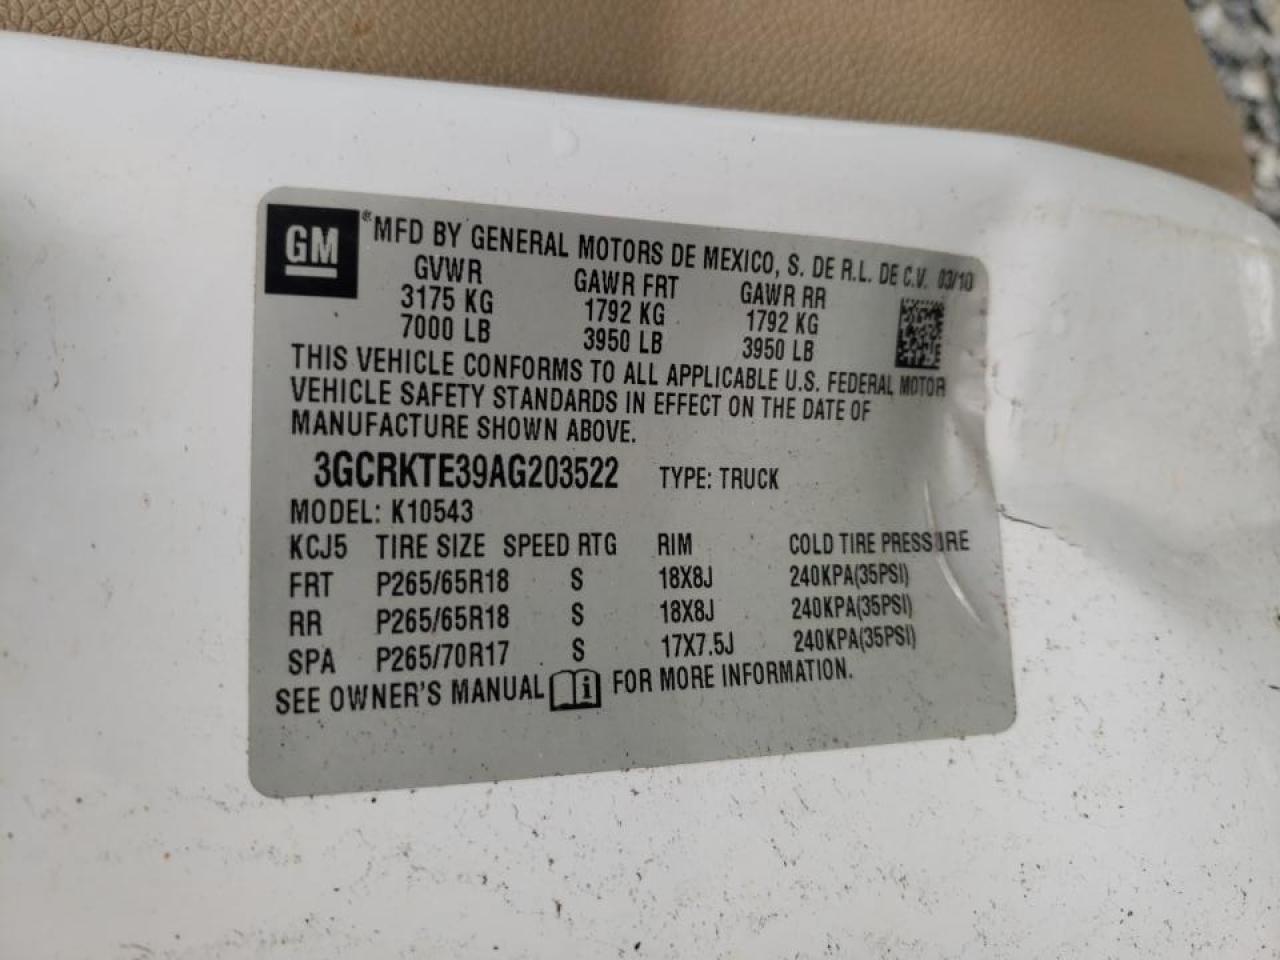 GM ® MFD BY GENERAL MOTORS DE MEXICO, S. DE R.L. DE C.V. 03/10
GVWR GAWR FRT GAWR RR
3175 KG 1792 KG 1792 KG
7000 LB 3950 LB 3950 LB
THIS VEHICLE CONFORMS TO ALL APPLICABLE U.S. FEDERAL MOTOR
VEHICLE SAFETY STANDARDS IN EFFECT ON THE DATE OF
MANUFACTURE SHOWN ABOVE.
3GCRKTE39AG203522 TYPE: TRUCK
MODEL: K10543
KCJ5 TIRE SIZE SPEED RTG RIM COLD TIRE PRESSURE
FRT P265/65R18 S 18X8J 240KPA(35PSI)
RR P265/65R18 S 18X8J 240KPA(35PSI)
SPA P265/70R17 S 17X7.5J 240KPA(35PSI)
SEE OWNER'S MANUAL i FOR MORE INFORMATION.